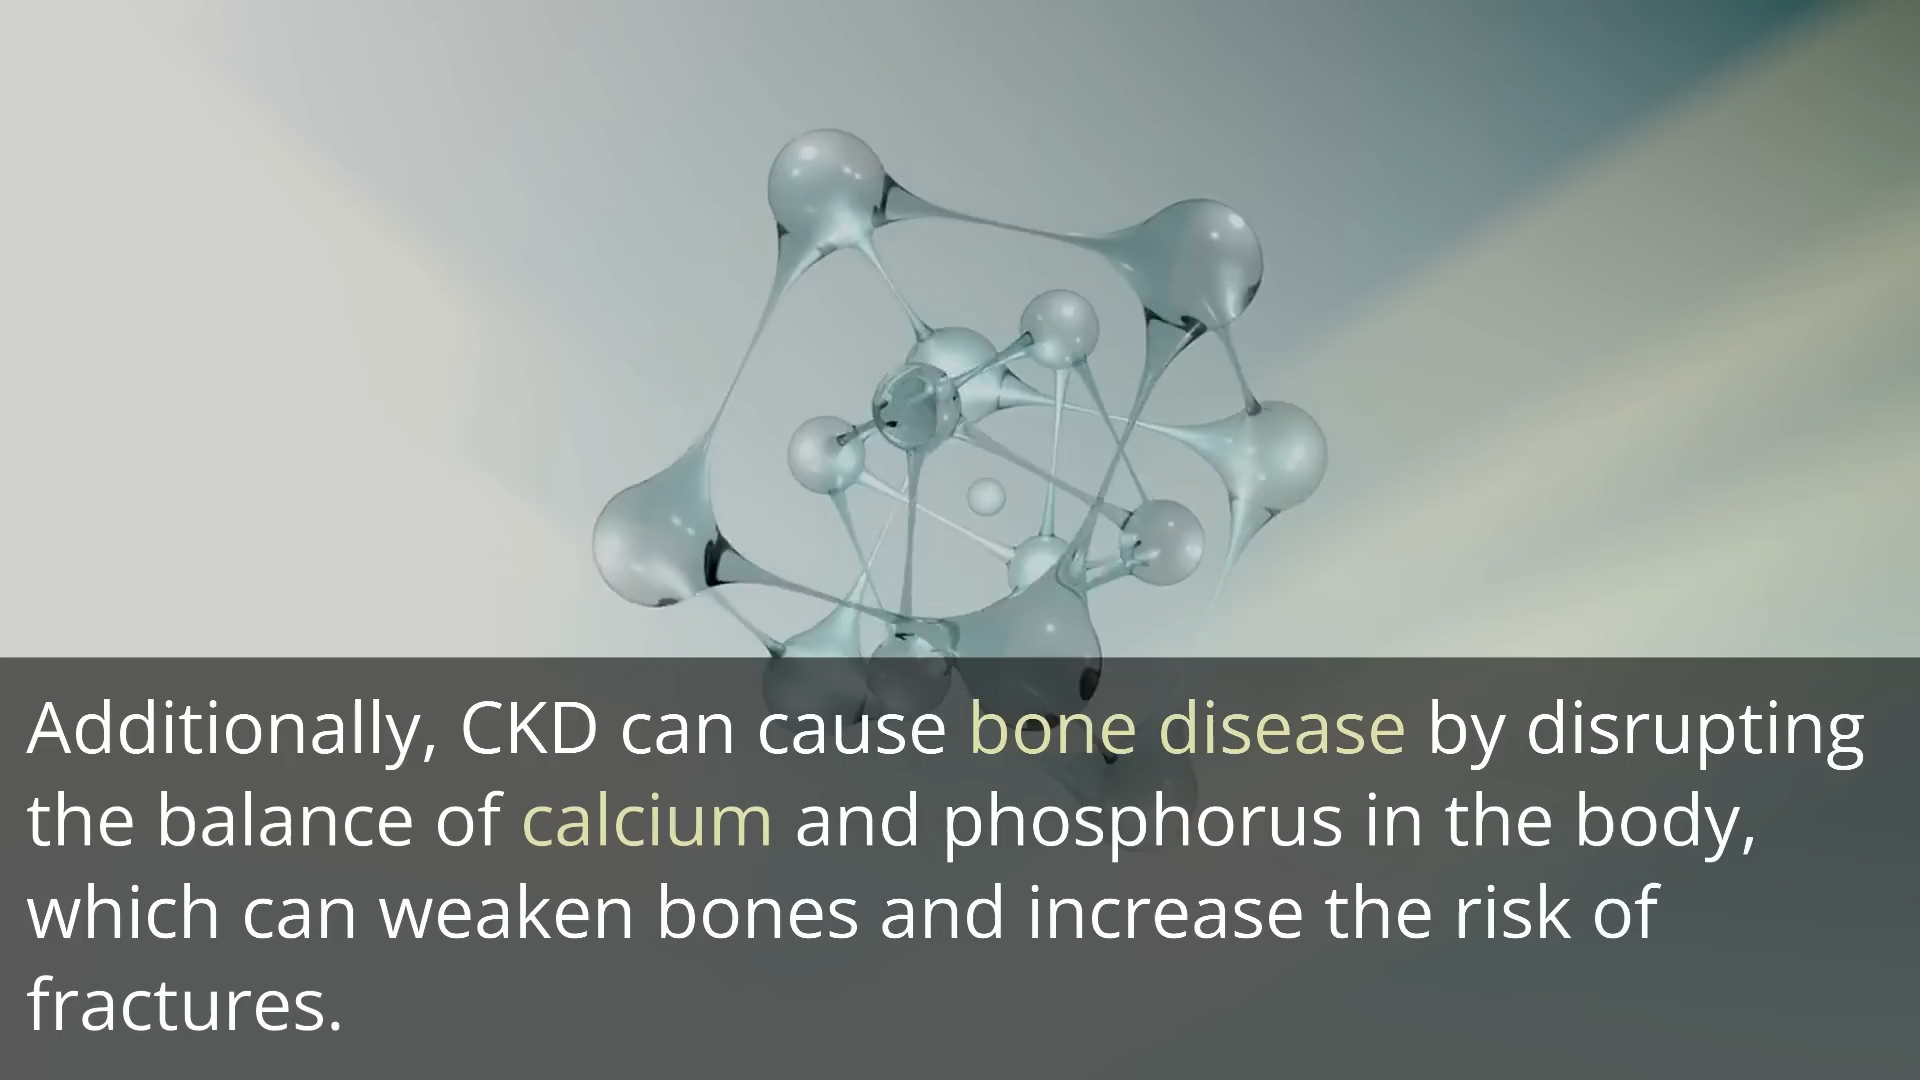 Additionally, CKD can cause bone disease by disrupting
the balance of calcium and phosphorus in the body,
which can weaken bones and increase the risk of
fractures.